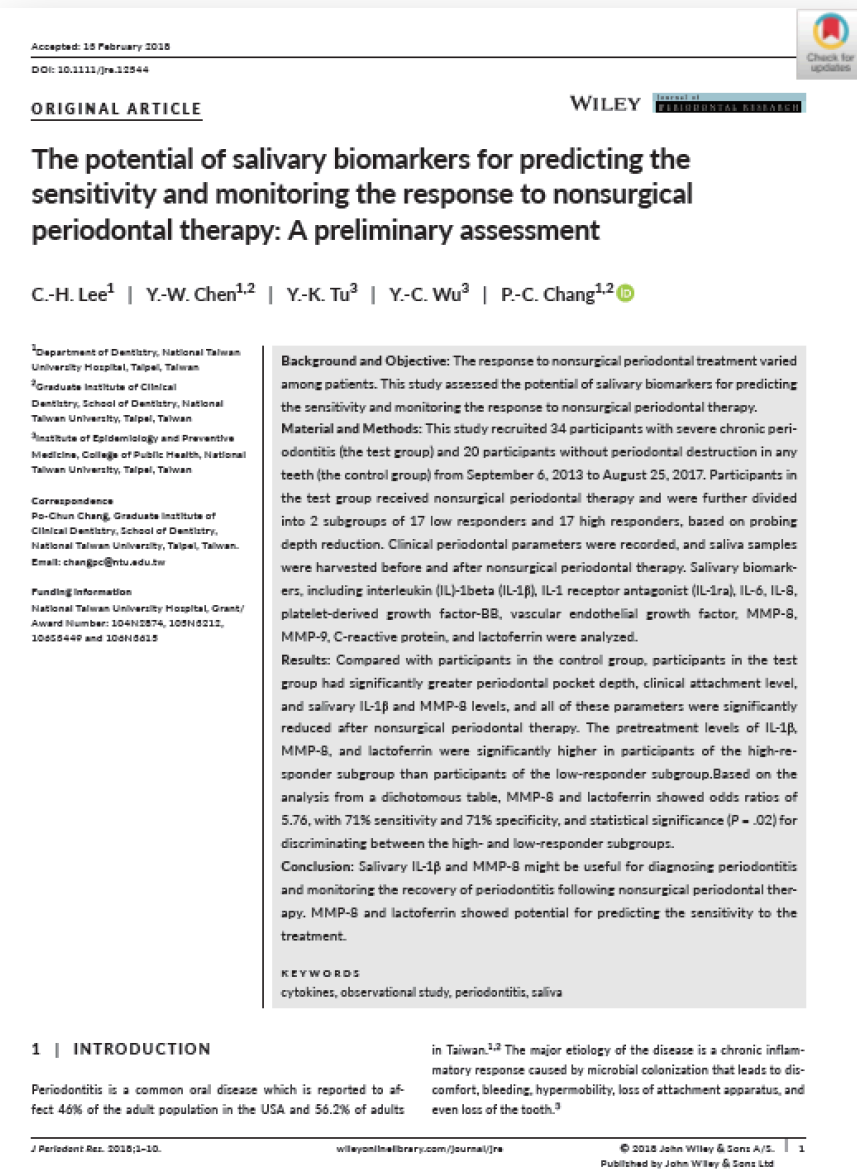 Accepted: 15 February 2018
DOI: 10.1111/jre.12544
Check for
updates
ORIGINAL ARTICLE
WILEY
Journal of
PERIODONTAL RESEARCH
The potential of salivary biomarkers for predicting the
sensitivity and monitoring the response to nonsurgical
periodontal therapy: A preliminary assessment
C.-H. Lee1 | Y.-W. Chen1,2 | Y.-K. Tu3 | Y.-C. Wu3 | P.-C. Chang1,2 iD
1Department of Dentistry, National Taiwan
University Hospital, Taipei, Taiwan
2Graduate Institute of Clinical
Dentistry, School of Dentistry, National
Taiwan University, Taipei, Taiwan
3Institute of Epidemiology and Preventive
Medicine, College of Public Health, National
Taiwan University, Taipei, Taiwan
Correspondence
Po-Chun Chang, Graduate Institute of
Clinical Dentistry, School of Dentistry,
National Taiwan University, Taipei, Taiwan.
Email: changpc@ntu.edu.tw
Funding information
National Taiwan University Hospital, Grant/
Award Number: 104N2874, 105N5212,
106S5449 and 106N5615
Background and Objective: The response to nonsurgical periodontal treatment varied
among patients. This study assessed the potential of salivary biomarkers for predicting
the sensitivity and monitoring the response to nonsurgical periodontal therapy.
Material and Methods: This study recruited 34 participants with severe chronic peri-
odontitis (the test group) and 20 participants without periodontal destruction in any
teeth (the control group) from September 6, 2013 to August 25, 2017. Participants in
the test group received nonsurgical periodontal therapy and were further divided
into 2 subgroups of 17 low responders and 17 high responders, based on probing
depth reduction. Clinical periodontal parameters were recorded, and saliva samples
were harvested before and after nonsurgical periodontal therapy. Salivary biomark-
ers, including interleukin (IL)-1beta (IL-1β), IL-1 receptor antagonist (IL-1ra), IL-6, IL-8,
platelet-derived growth factor-BB, vascular endothelial growth factor, MMP-8,
MMP-9, C-reactive protein, and lactoferrin were analyzed.
Results: Compared with participants in the control group, participants in the test
group had significantly greater periodontal pocket depth, clinical attachment level,
and salivary IL-1β and MMP-8 levels, and all of these parameters were significantly
reduced after nonsurgical periodontal therapy. The pretreatment levels of IL-1β,
MMP-8, and lactoferrin were significantly higher in participants of the high-re-
sponder subgroup than participants of the low-responder subgroup.Based on the
analysis from a dichotomous table, MMP-8 and lactoferrin showed odds ratios of
5.76, with 71% sensitivity and 71% specificity, and statistical significance (P = .02) for
discriminating between the high- and low-responder subgroups.
Conclusion: Salivary IL-1β and MMP-8 might be useful for diagnosing periodontitis
and monitoring the recovery of periodontitis following nonsurgical periodontal ther-
apy. MMP-8 and lactoferrin showed potential for predicting the sensitivity to the
treatment.
KEYWORDS
cytokines, observational study, periodontitis, saliva
1 | INTRODUCTION
Periodontitis is a common oral disease which is reported to af-
fect 46% of the adult population in the USA and 56.2% of adults
in Taiwan.1,2 The major etiology of the disease is a chronic inflam-
matory response caused by microbial colonization that leads to dis-
comfort, bleeding, hypermobility, loss of attachment apparatus, and
even loss of the tooth.3
J Periodont Res. 2018;1–10.
wileyonlinelibrary.com/journal/jre
© 2018 John Wiley & Sons A/S. | 1
Published by John Wiley & Sons Ltd